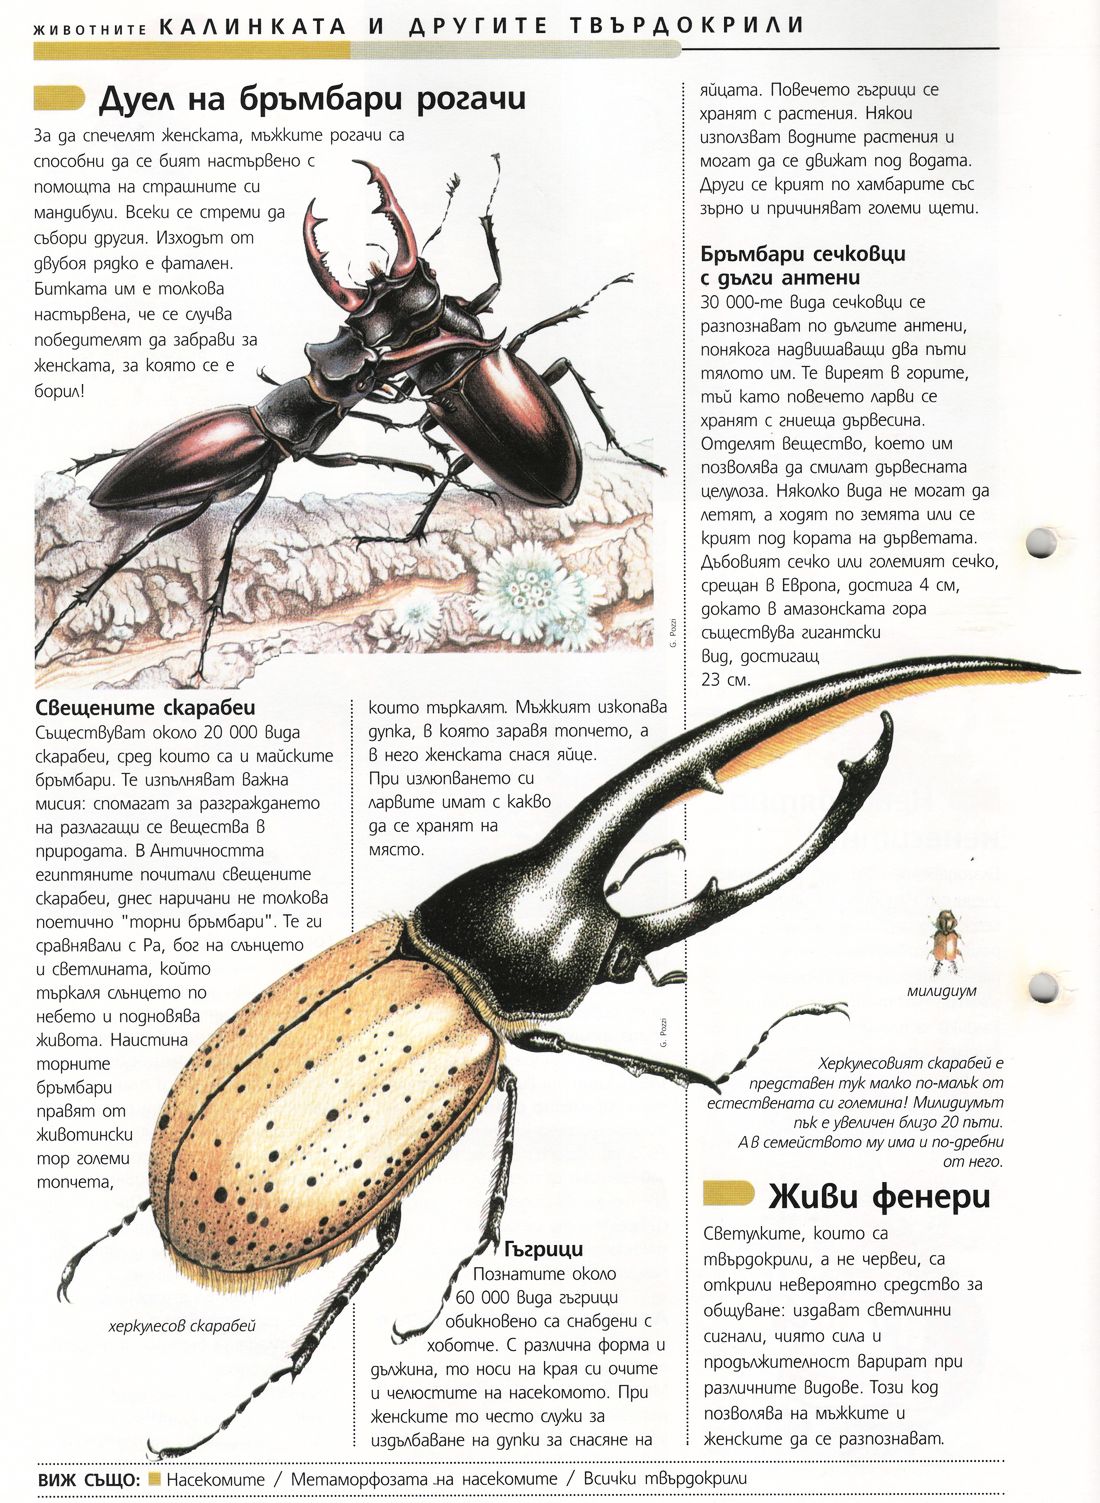 ЖИВОТНИТЕ КАЛИНКАТА И ДРУГИТЕ ТВЪРДОКРИЛИ
Дуел на бръмбари рогачи
За да спечелят женската, мъжките рогачи са
способни да се бият настървено с
помощта на страшните си
мандибули. Всеки се стреми да
събори другия. Изходът от
двубоя рядко е фатален.
Битката им е толкова
настървена, че се случва
победителят да забрави за
женската, за която се е
борил!
G. Pozzi
Свещените скарабеи
Съществуват около 20 000 вида
скарабеи, сред които са и майските
бръмбари. Те изпълняват важна
мисия: спомагат за разграждането
на разлагащи се вещества в
природата. В Античността
египтяните почитали свещените
скарабеи, днес наричани не толкова
поетично "торни бръмбари". Те ги
сравнявали с Ра, бог на слънцето
и светлината, който
търкаля слънцето по
небето и подновява
живота. Наистина
торните
бръмбари
правят от
животински
тор големи
топчета,
които търкалят. Мъжкият изкопава
дупка, в която заравя топчето, а
в него женската снася яйце.
При излюпването си
ларвите имат с какво
да се хранят на
място.
херкулесов скарабей
G. Pozzi
Гъгрици
Познатите около
60 000 вида гъгрици
обикновено са снабдени с
хоботче. С различна форма и
дължина, то носи на края си очите
и челюстите на насекомото. При
женските то често служи за
издълбаване на дупки за снасяне на
яйцата. Повечето гъгрици се
хранят с растения. Някои
използват водните растения и
могат да се движат под водата.
Други се крият по хамбарите със
зърно и причиняват големи щети.
Бръмбари сечковци
с дълги антени
30 000-те вида сечковци се
разпознават по дългите антени,
понякога надвишаващи два пъти
тялото им. Те виреят в горите,
тъй като повечето ларви се
хранят с гниеща дървесина.
Отделят вещество, което им
позволява да смилат дървесната
целулоза. Няколко вида не могат да
летят, а ходят по земята или се
крият под кората на дърветата.
Дъбовият сечко или големият сечко,
срещан в Европа, достига 4 см,
докато в амазонската гора
съществува гигантски
вид, достигащ
23 см.
милидиум
Херкулесовият скарабей е
представен тук малко по-малък от
естествената си големина! Милидиумът
пък е увеличен близо 20 пъти.
А в семейството му има и по-дребни
от него.
Живи фенери
Светулките, които са
твърдокрили, а не червеи, са
открили невероятно средство за
общуване: издават светлинни
сигнали, чиято сила и
продължителност варират при
различните видове. Този код
позволява на мъжките и
женските да се разпознават.
ВИЖ СЪЩО: Насекомите / Метаморфозата на насекомите / Всички твърдокрили